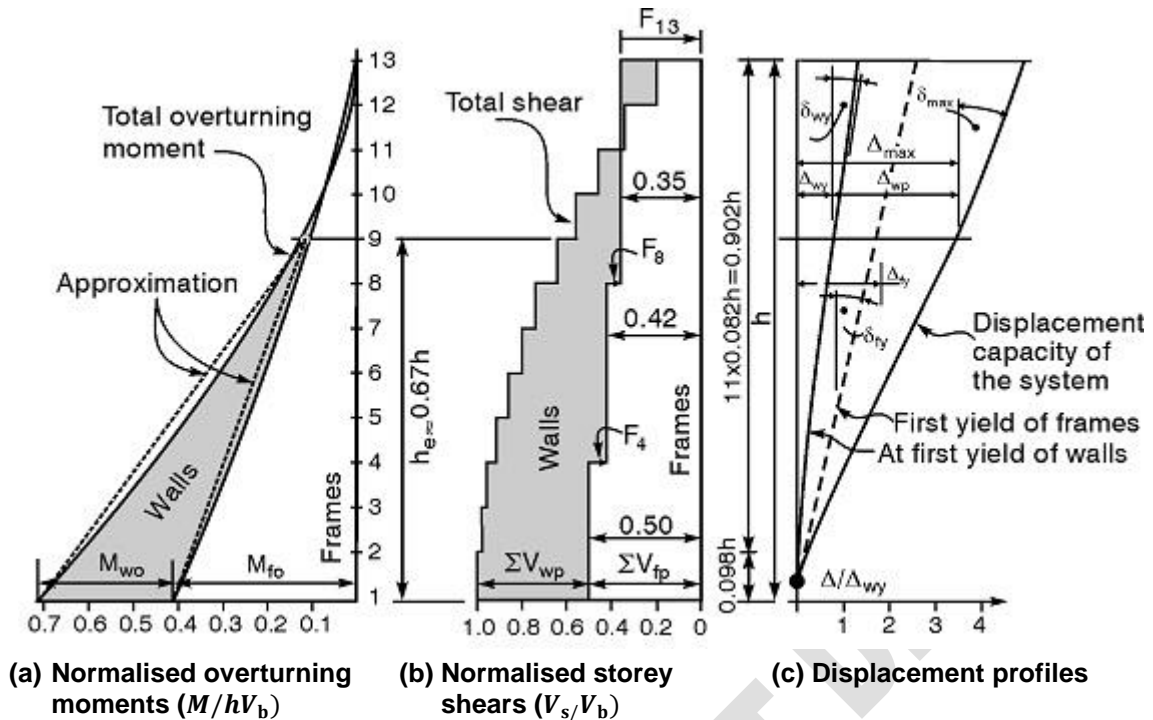 F₁₃
13
12
11
10
9
8
7
6
5
4
3
2
1
Total overturning
moment
Approximation
Walls
Frames
Mwo
Mfo
hₑ≈0.67h
0.7 0.6 0.5 0.4 0.3 0.2 0.1
Total shear
0.35
F₈
0.42
Walls
F₄
Frames
0.50
ΣVwp
ΣVfp
1.0 0.8 0.6 0.4 0.2 0
11x0.082h=0.902h
0.098h
h
δwy
δmax
Δmax
Δwy
Δwp
Δfy
δfy
Displacement
capacity of
the system
First yield of frames
At first yield of walls
Δ/Δwy
1 2 3 4
(a) Normalised overturning
moments (M/hVb)
(b) Normalised storey
shears (Vs/Vb)
(c) Displacement profiles